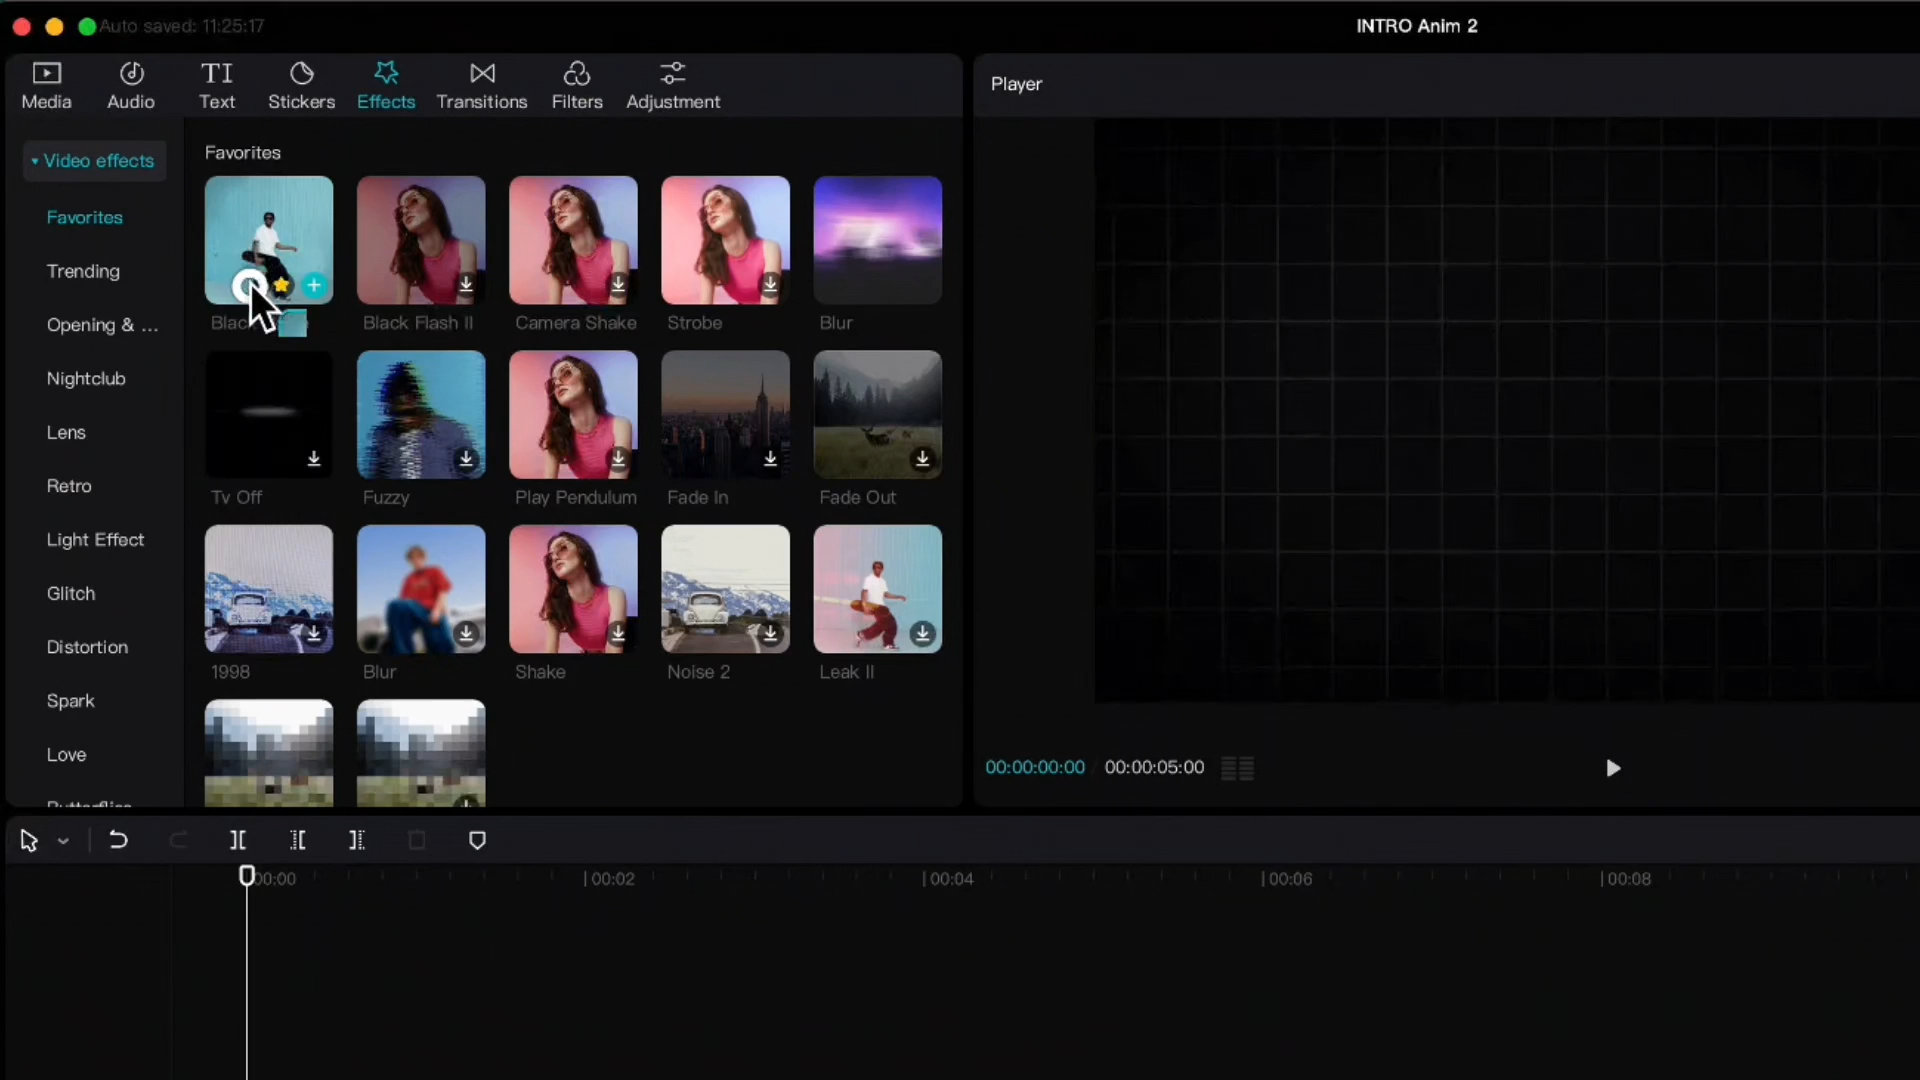 Auto saved: 11:25:17
INTRO Anim 2
Media
Audio
Text
Stickers
Effects
Transitions
Filters
Adjustment
Player
Video effects
Favorites
Trending
Opening & ...
Nightclub
Lens
Retro
Light Effect
Glitch
Distortion
Spark
Love
Butterflies
Favorites
Black Flash II
Camera Shake
Strobe
Blur
Tv Off
Fuzzy
Play Pendulum
Fade In
Fade Out
1998
Blur
Shake
Noise 2
Leak II
00:00:00:00 / 00:00:05:00
00:00
00:02
00:04
00:06
00:08